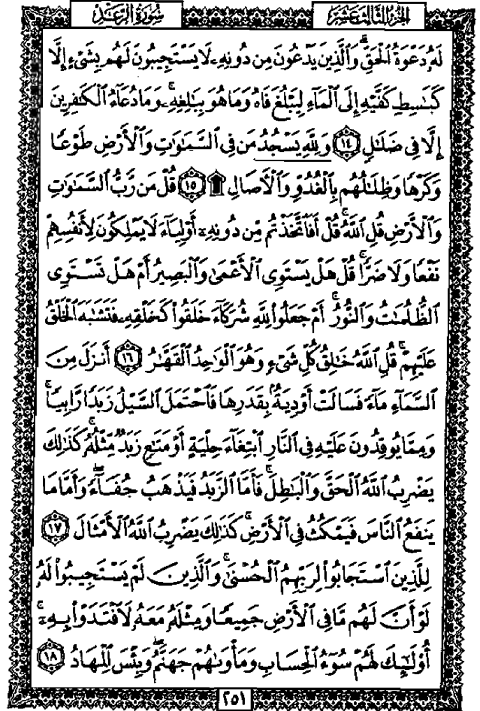 الجزء الثالث عشر
سورة الرعد
لَهُۥ دَعْوَةُ ٱلْحَقِّ ۖ وَٱلَّذِينَ يَدْعُونَ مِن دُونِهِۦ لَا يَسْتَجِيبُونَ لَهُم بِشَىْءٍ إِلَّا
كَبَٰسِطِ كَفَّيْهِ إِلَى ٱلْمَآءِ لِيَبْلُغَ فَاهُ وَمَا هُوَ بِبَٰلِغِهِۦ ۚ وَمَا دُعَآءُ ٱلْكَٰفِرِينَ
إِلَّا فِى ضَلَٰلٍ ١٤ وَلِلَّهِ يَسْجُدُ مَن فِى ٱلسَّمَٰوَٰتِ وَٱلْأَرْضِ طَوْعًا
وَكَرْهًا وَظِلَٰلُهُم بِٱلْغُدُوِّ وَٱلْءَاصَالِ ۩ ١٥ قُلْ مَن رَّبُّ ٱلسَّمَٰوَٰتِ
وَٱلْأَرْضِ قُلِ ٱللَّهُ ۚ قُلْ أَفَٱتَّخَذْتُم مِّن دُونِهِۦٓ أَوْلِيَآءَ لَا يَمْلِكُونَ لِأَنفُسِهِمْ
نَفْعًا وَلَا ضَرًّا ۚ قُلْ هَلْ يَسْتَوِى ٱلْأَعْمَىٰ وَٱلْبَصِيرُ أَمْ هَلْ تَسْتَوِى
ٱلظُّلُمَٰتُ وَٱلنُّورُ ۗ أَمْ جَعَلُوا۟ لِلَّهِ شُرَكَآءَ خَلَقُوا۟ كَخَلْقِهِۦ فَتَشَٰبَهَ ٱلْخَلْقُ
عَلَيْهِمْ ۚ قُلِ ٱللَّهُ خَٰلِقُ كُلِّ شَىْءٍ وَهُوَ ٱلْوَٰحِدُ ٱلْقَهَّٰرُ ١٦ أَنزَلَ مِنَ
ٱلسَّمَآءِ مَآءً فَسَالَتْ أَوْدِيَةٌۢ بِقَدَرِهَا فَٱحْتَمَلَ ٱلسَّيْلُ زَبَدًا رَّابِيًا ۚ
وَمِمَّا يُوقِدُونَ عَلَيْهِ فِى ٱلنَّارِ ٱبْتِغَآءَ حِلْيَةٍ أَوْ مَتَٰعٍ زَبَدٌ مِّثْلُهُۥ ۚ كَذَٰلِكَ
يَضْرِبُ ٱللَّهُ ٱلْحَقَّ وَٱلْبَٰطِلَ ۚ فَأَمَّا ٱلزَّبَدُ فَيَذْهَبُ جُفَآءً ۖ وَأَمَّا مَا
يَنفَعُ ٱلنَّاسَ فَيَمْكُثُ فِى ٱلْأَرْضِ ۚ كَذَٰلِكَ يَضْرِبُ ٱللَّهُ ٱلْأَمْثَالَ ١٧
لِلَّذِينَ ٱسْتَجَابُوا۟ لِرَبِّهِمُ ٱلْحُسْنَىٰ ۚ وَٱلَّذِينَ لَمْ يَسْتَجِيبُوا۟ لَهُۥ
لَوْ أَنَّ لَهُم مَّا فِى ٱلْأَرْضِ جَمِيعًا وَمِثْلَهُۥ مَعَهُۥ لَٱفْتَدَوْا۟ بِهِۦٓ ۚ
أُو۟لَٰٓئِكَ لَهُمْ سُوٓءُ ٱلْحِسَابِ وَمَأْوَىٰهُمْ جَهَنَّمُ ۖ وَبِئْسَ ٱلْمِهَادُ ١٨
٢٥١